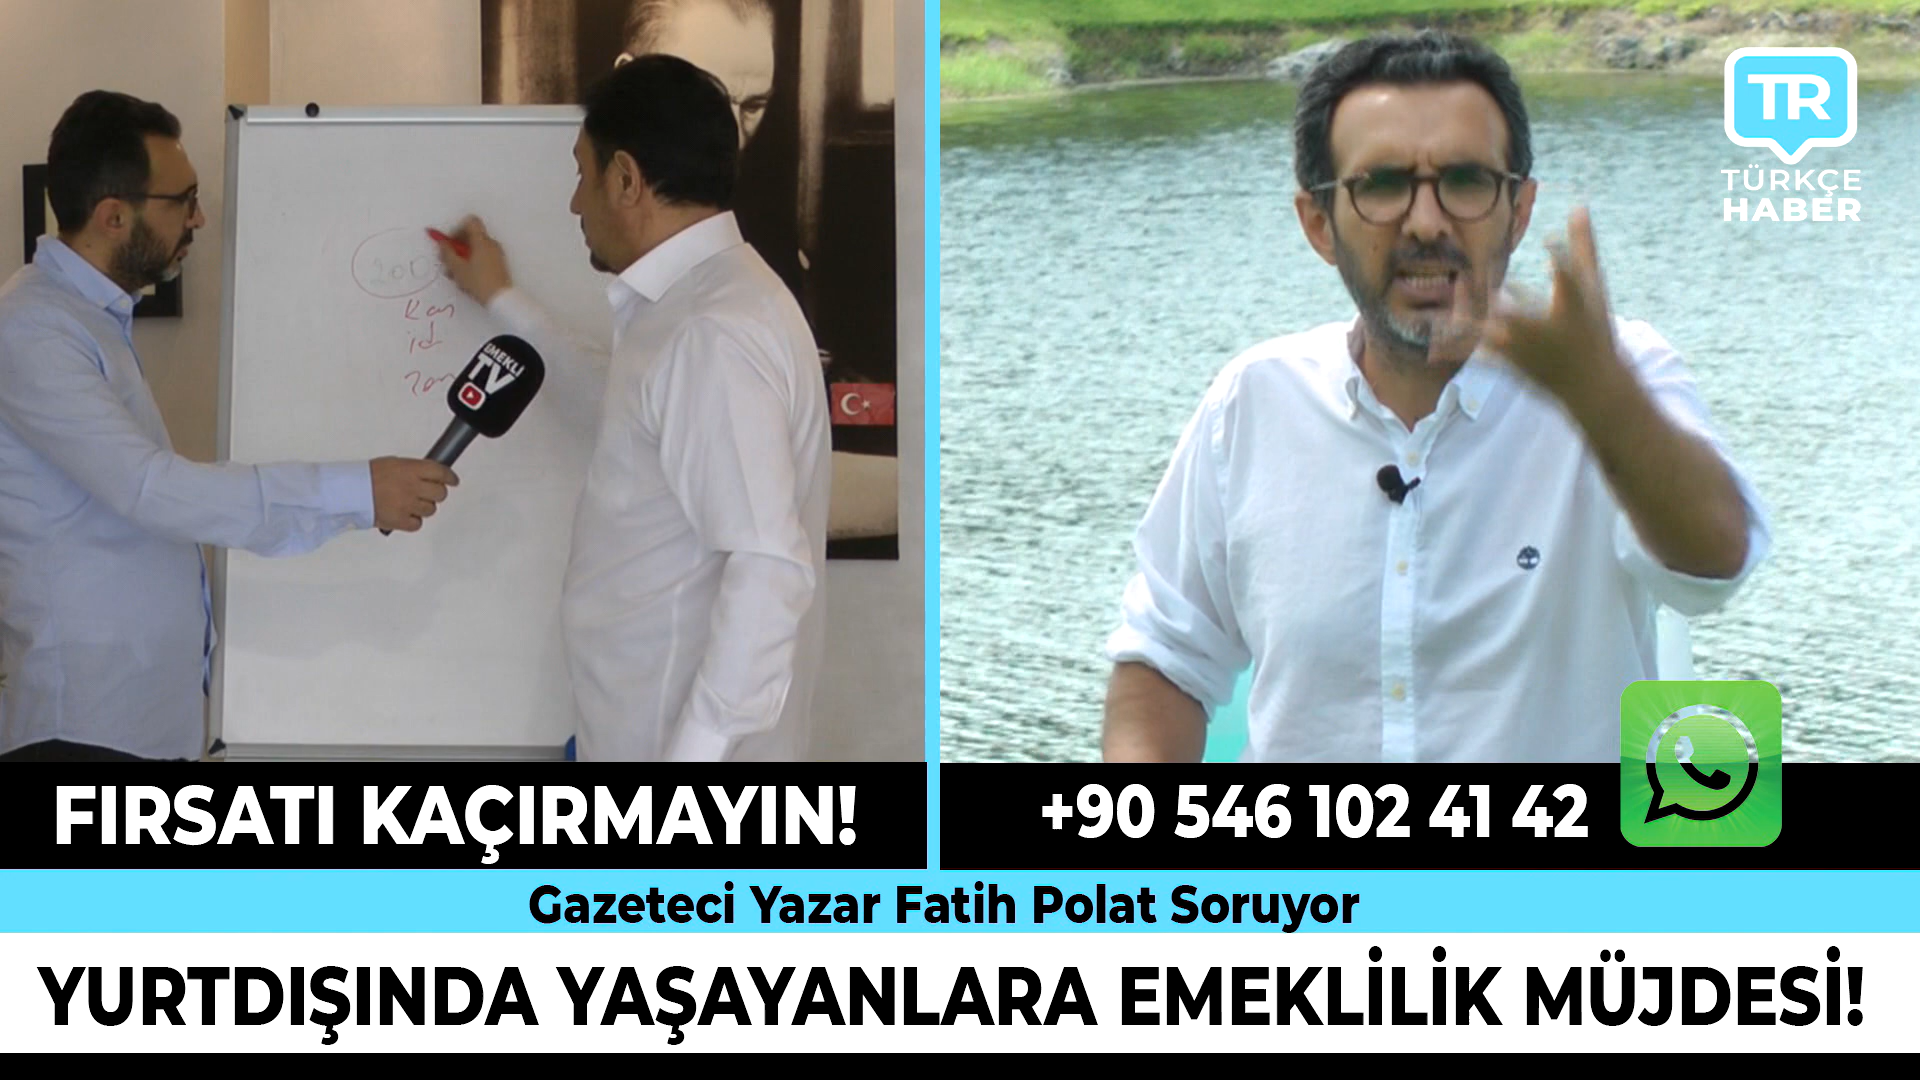 TR
TÜRKÇE
HABER
EMEKLİ
TV
FIRSATI KAÇIRMAYIN!
+90 546 102 41 42
Gazeteci Yazar Fatih Polat Soruyor
YURTDIŞINDA YAŞAYANLARA EMEKLİLİK MÜJDESİ!